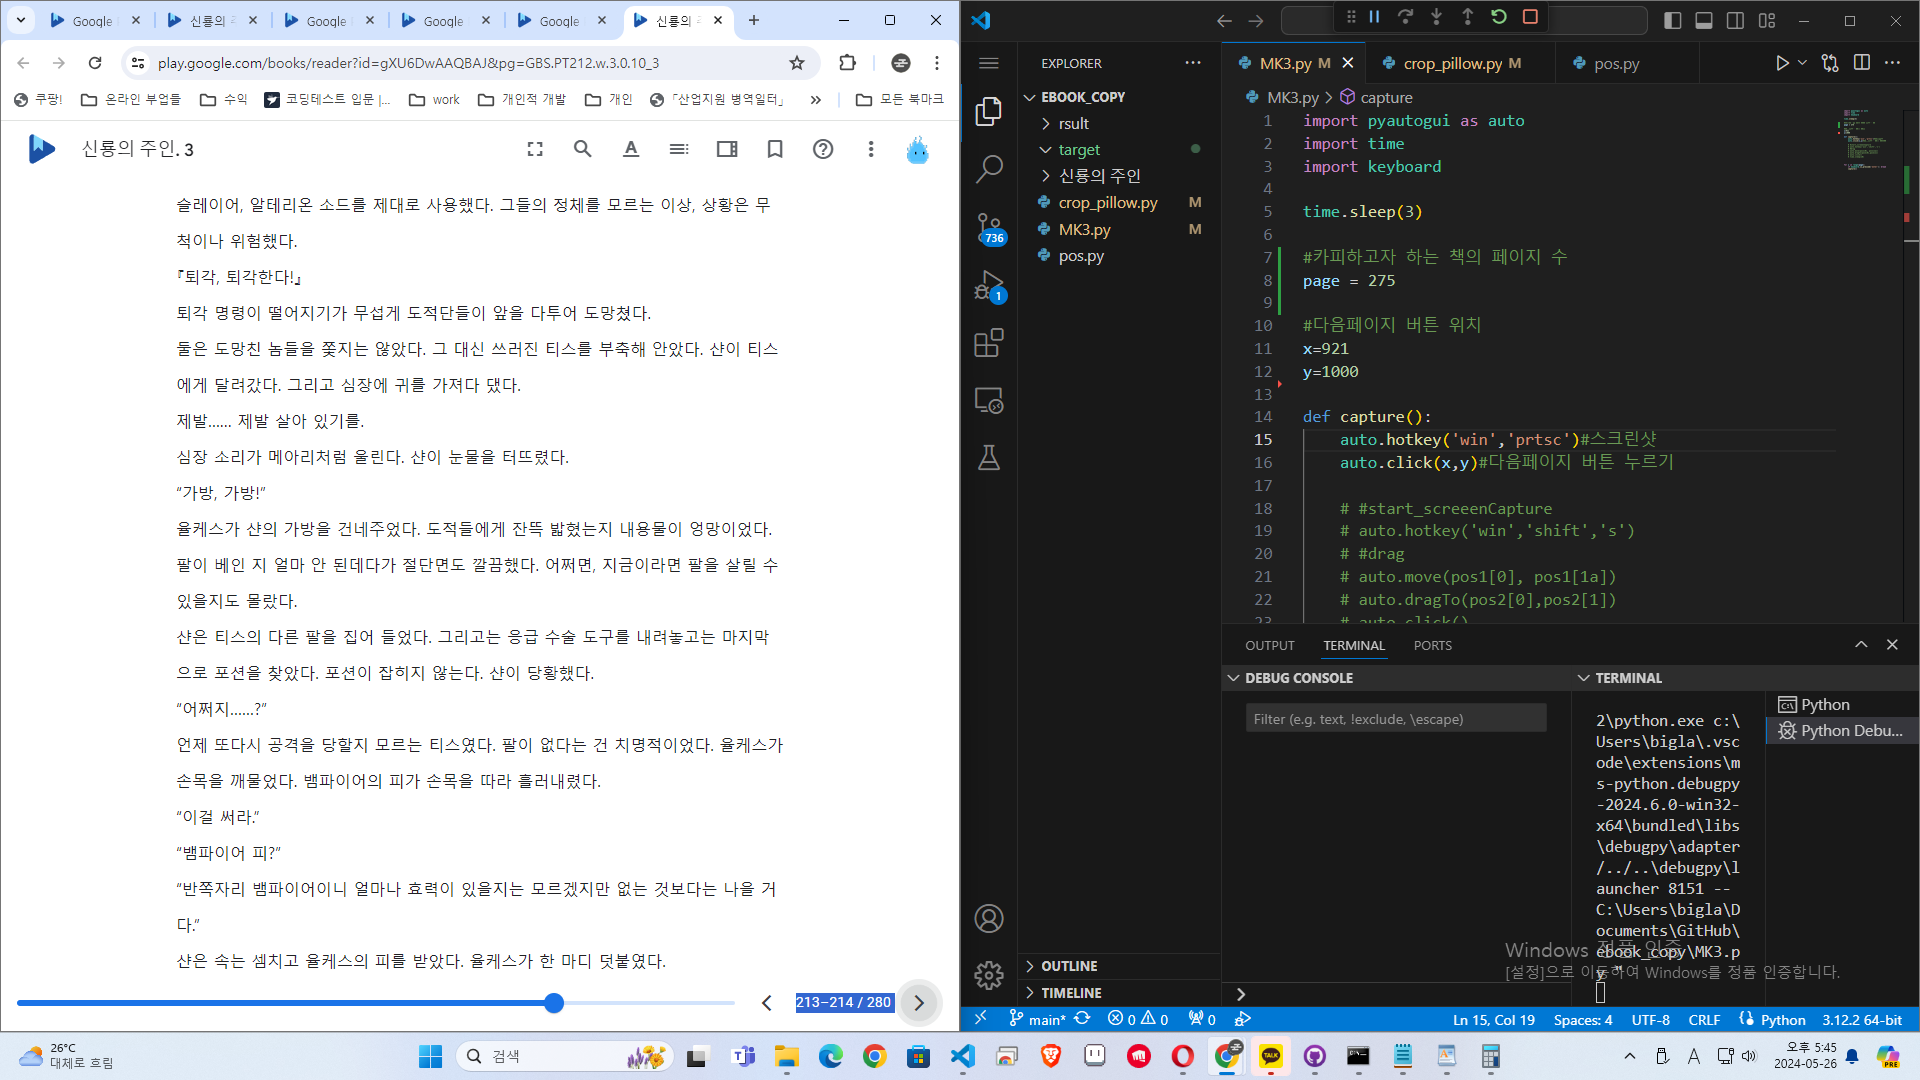 Google
신룡의 주
Google
Google
Google
신룡의 주
play.google.com/books/reader?id=gXU6DwAAQBAJ&pg=GBS.PT212.w.3.0.10_3
쿠팡!
온라인 부업들
수익
코딩테스트 입문 |...
work
개인적 개발
개인
「산업지원 병역일터」
»
모든 북마크
신룡의 주인. 3
슬레이어, 알테리온 소드를 제대로 사용했다. 그들의 정체를 모르는 이상, 상황은 무
척이나 위험했다.
『퇴각, 퇴각한다!』
퇴각 명령이 떨어지기가 무섭게 도적단들이 앞을 다투어 도망쳤다.
둘은 도망친 놈들을 쫓지는 않았다. 그 대신 쓰러진 티스를 부축해 안았다. 샨이 티스
에게 달려갔다. 그리고 심장에 귀를 가져다 댔다.
제발...... 제발 살아 있기를.
심장 소리가 메아리처럼 울린다. 샨이 눈물을 터뜨렸다.
“가방, 가방!”
율케스가 샨의 가방을 건네주었다. 도적들에게 잔뜩 밟혔는지 내용물이 엉망이었다.
팔이 베인 지 얼마 안 된데다가 절단면도 깔끔했다. 어쩌면, 지금이라면 팔을 살릴 수
있을지도 몰랐다.
샨은 티스의 다른 팔을 집어 들었다. 그리고는 응급 수술 도구를 내려놓고는 마지막
으로 포션을 찾았다. 포션이 잡히지 않는다. 샨이 당황했다.
“어쩌지......?”
언제 또다시 공격을 당할지 모르는 티스였다. 팔이 없다는 건 치명적이었다. 율케스가
손목을 깨물었다. 뱀파이어의 피가 손목을 따라 흘러내렸다.
“이걸 써라.”
“뱀파이어 피?”
“반쪽자리 뱀파이어이니 얼마나 효력이 있을지는 모르겠지만 없는 것보다는 나을 거
다.”
샨은 속는 셈치고 율케스의 피를 받았다. 율케스가 한 마디 덧붙였다.
213–214 / 280
EXPLORER
EBOOK_COPY
rsult
target
신룡의 주인
crop_pillow.py M
MK3.py M
pos.py
736
1
OUTLINE
TIMELINE
MK3.py M
crop_pillow.py M
pos.py
MK3.py > capture
1 import pyautogui as auto
2 import time
3 import keyboard
4
5 time.sleep(3)
6
7 #카피하고자 하는 책의 페이지 수
8 page = 275
9
10 #다음페이지 버튼 위치
11 x=921
12 y=1000
13
14 def capture():
15 auto.hotkey('win','prtsc')#스크린샷
16 auto.click(x,y)#다음페이지 버튼 누르기
17
18 # #start_screeenCapture
19 # auto.hotkey('win','shift','s')
20 # #drag
21 # auto.move(pos1[0], pos1[1a])
22 # auto.dragTo(pos2[0],pos2[1])
23 # auto.click()
OUTPUT
TERMINAL
PORTS
DEBUG CONSOLE
Filter (e.g. text, !exclude, \escape)
TERMINAL
2\python.exe c:\
Users\bigla\.vsc
ode\extensions\m
s-python.debugpy
-2024.6.0-win32-
x64\bundled\libs
\debugpy\adapter
/../..\debugpy\l
auncher 8151 --
C:\Users\bigla\D
ocuments\GitHub\
ebook_copy\MK3.p
y "
Python
Python Debu...
Windows 정품 인증
[설정]으로 이동하여 Windows를 정품 인증합니다.
main*
0
0
0
Ln 15, Col 19
Spaces: 4
UTF-8
CRLF
Python
3.12.2 64-bit
26°C
대체로 흐림
검색
TALK
A
오후 5:45
2024-05-26
PRE